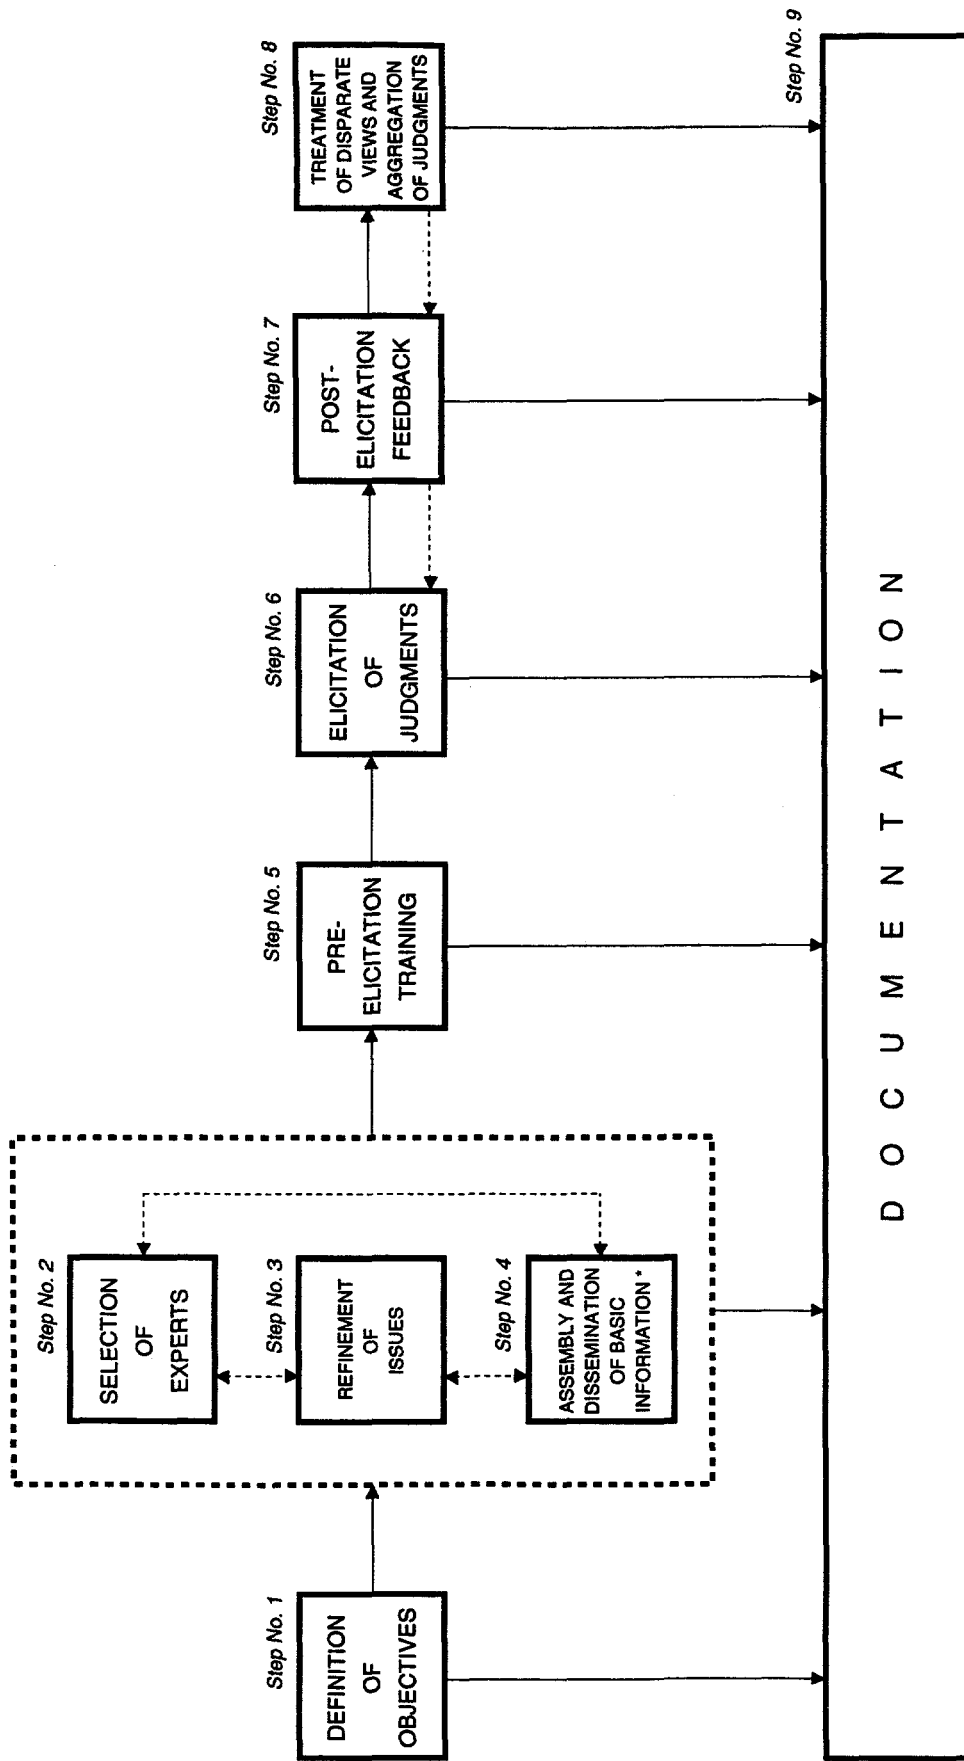 Step No. 1
DEFINITION
OF
OBJECTIVES
Step No. 2
SELECTION
OF
EXPERTS
Step No. 3
REFINEMENT
OF
ISSUES
Step No. 4
ASSEMBLY AND
DISSEMINATION
OF BASIC
INFORMATION *
Step No. 5
PRE-
ELICITATION
TRAINING
Step No. 6
ELICITATION
OF
JUDGMENTS
Step No. 7
POST-
ELICITATION
FEEDBACK
Step No. 8
TREATMENT
OF DISPARATE
VIEWS AND
AGGREGATION
OF JUDGMENTS
Step No. 9
DOCUMENTATION